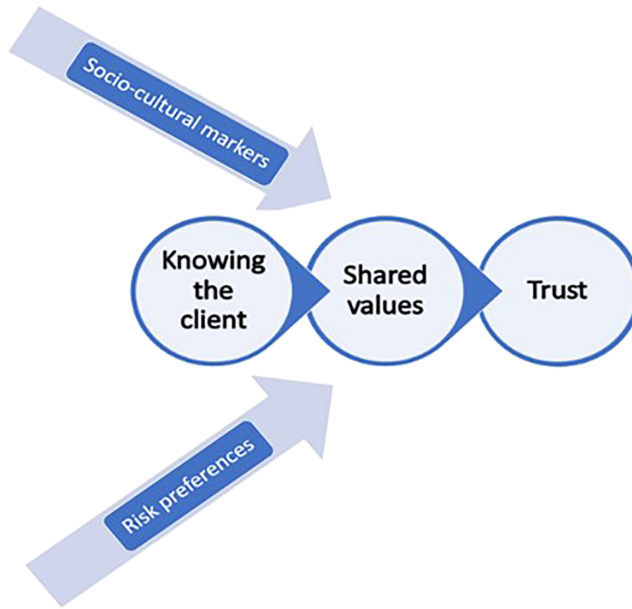 Socio-cultural markers
Knowing
the
client
Shared
values
Trust
Risk preferences